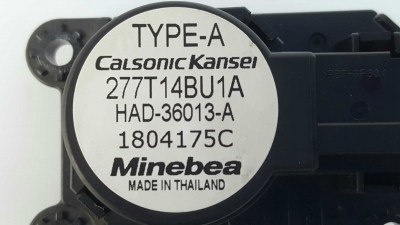 TYPE-A
Calsonic Kansei
277T14BU1A
HAD-36013-A
1804175C
Minebea
MADE IN THAILAND